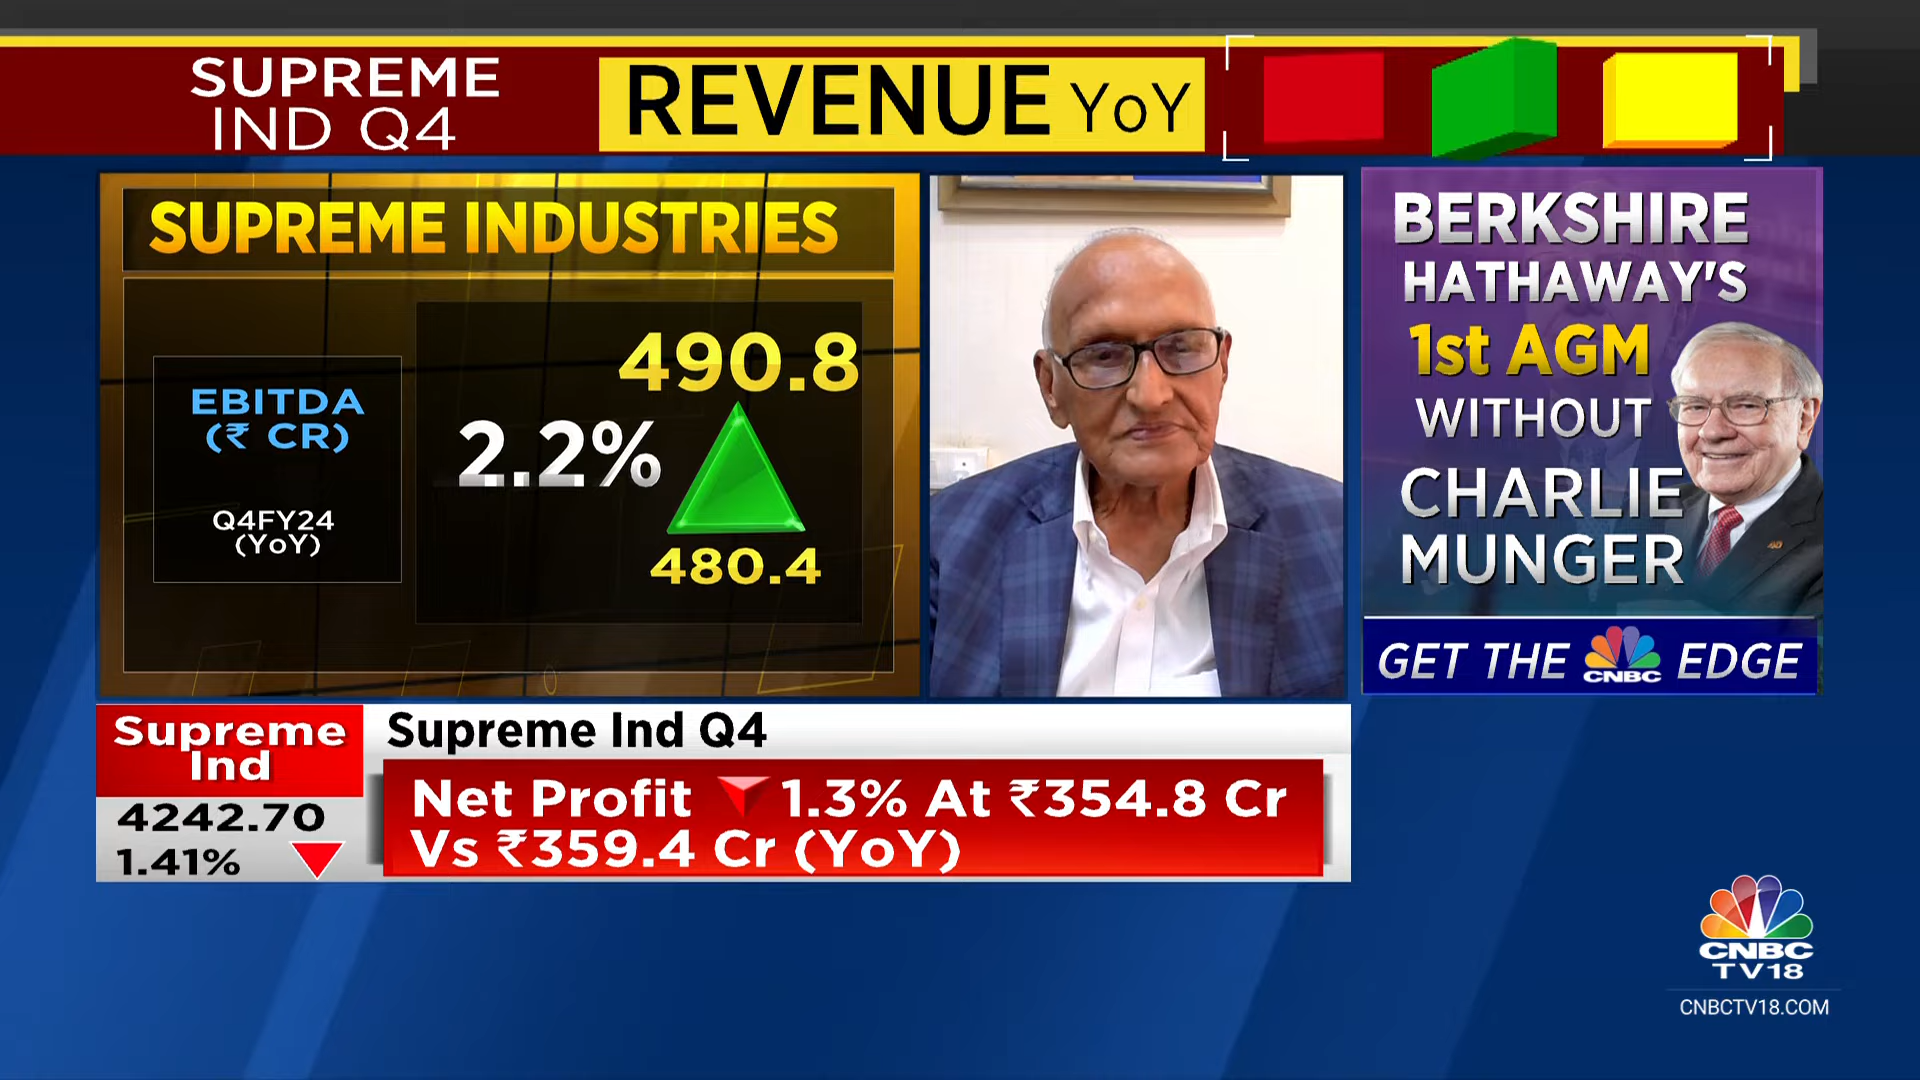 SUPREME
IND Q4
REVENUE YoY
SUPREME INDUSTRIES
EBITDA
(₹ CR)
Q4FY24
(YoY)
490.8
2.2%
480.4
BERKSHIRE
HATHAWAY'S
1st AGM
WITHOUT
CHARLIE
MUNGER
GET THE CNBC EDGE
Supreme
Ind
4242.70
1.41%
Supreme Ind Q4
Net Profit 1.3% At ₹354.8 Cr
Vs ₹359.4 Cr (YoY)
CNBC
TV18
CNBCTV18.COM